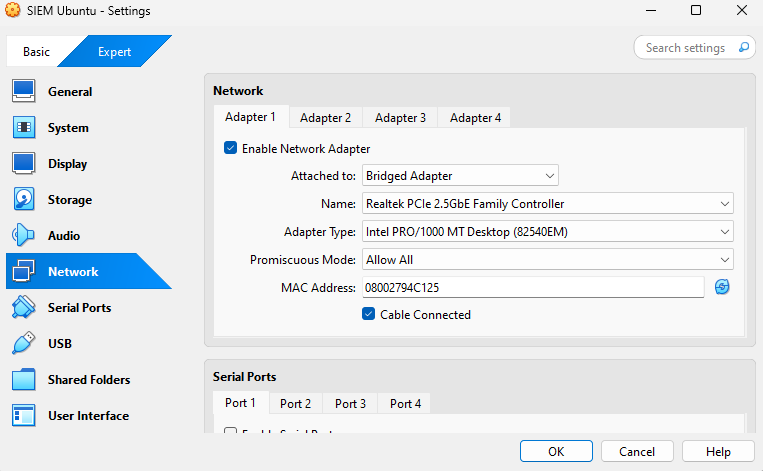 SIEM Ubuntu - Settings
Basic
Expert
Search settings
General
System
Display
Storage
Audio
Network
Serial Ports
USB
Shared Folders
User Interface
Network
Adapter 1
Adapter 2
Adapter 3
Adapter 4
Enable Network Adapter
Attached to: Bridged Adapter
Name: Realtek PCIe 2.5GbE Family Controller
Adapter Type: Intel PRO/1000 MT Desktop (82540EM)
Promiscuous Mode: Allow All
MAC Address: 08002794C125
Cable Connected
Serial Ports
Port 1
Port 2
Port 3
Port 4
OK
Cancel
Help